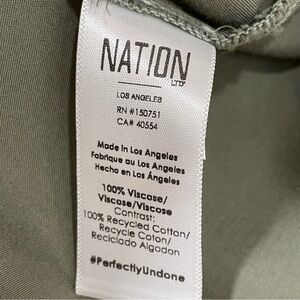 NATION
LTD
LOS ANGELES
RN #150751
CA# 40554
Made in Los Angeles
Fabriqué au Los Angeles
Hecho en Los Ángeles
100% Viscose/
Viscose/Viscose
Contrast:
100% Recycled Cotton/
Recycle Coton/
Reciclado Algodon
#PerfectlyUndone